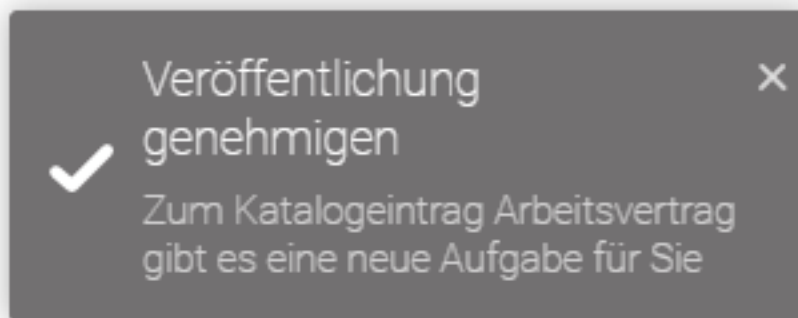 Veröffentlichung
genehmigen
Zum Katalogeintrag Arbeitsvertrag
gibt es eine neue Aufgabe für Sie